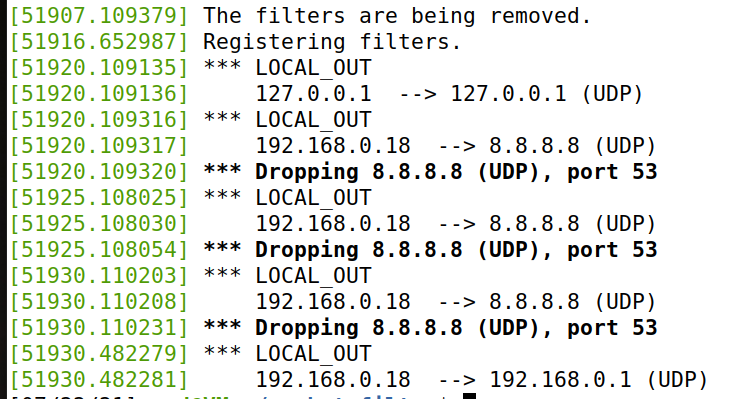 [51907.109379] The filters are being removed.
[51916.652987] Registering filters.
[51920.109135] *** LOCAL_OUT
[51920.109136]     127.0.0.1  --> 127.0.0.1 (UDP)
[51920.109316] *** LOCAL_OUT
[51920.109317]     192.168.0.18  --> 8.8.8.8 (UDP)
[51920.109320] *** Dropping 8.8.8.8 (UDP), port 53
[51925.108025] *** LOCAL_OUT
[51925.108030]     192.168.0.18  --> 8.8.8.8 (UDP)
[51925.108054] *** Dropping 8.8.8.8 (UDP), port 53
[51930.110203] *** LOCAL_OUT
[51930.110208]     192.168.0.18  --> 8.8.8.8 (UDP)
[51930.110231] *** Dropping 8.8.8.8 (UDP), port 53
[51930.482279] *** LOCAL_OUT
[51930.482281]     192.168.0.18  --> 192.168.0.1 (UDP)